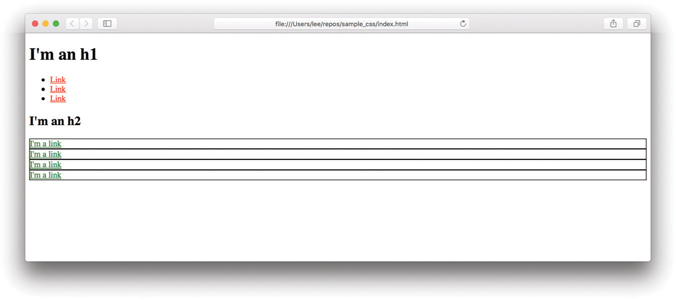 file:///Users/lee/repos/sample_css/index.html
I'm an h1
Link
Link
Link
I'm an h2
I'm a link
I'm a link
I'm a link
I'm a link